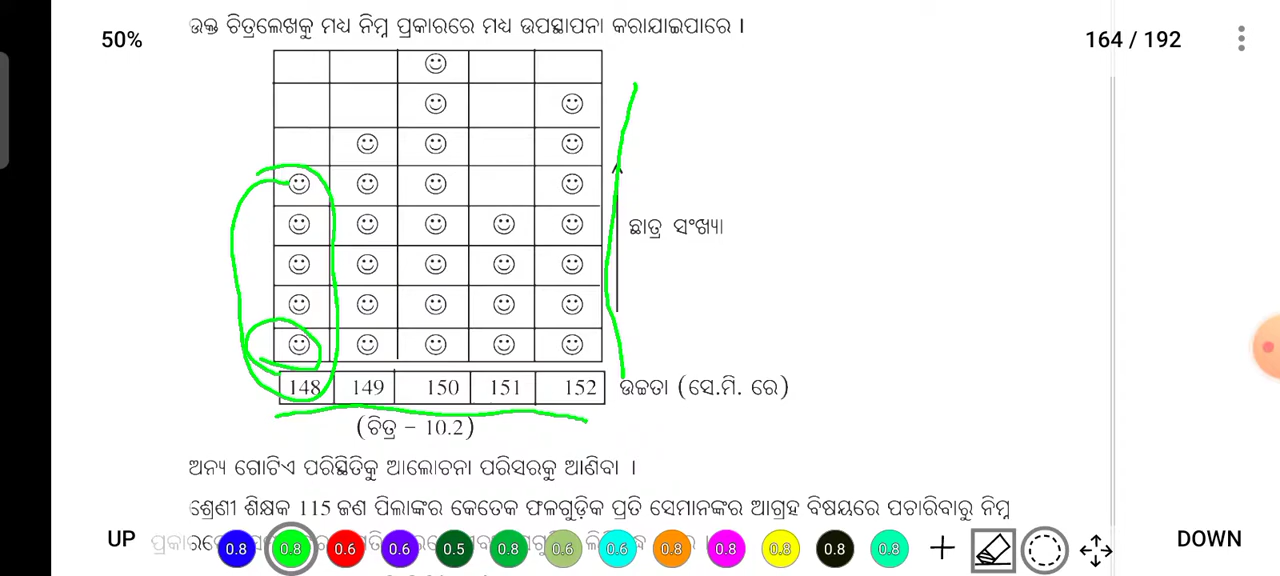 ଉକ୍ତ ଚିତ୍ରଲେଖକୁ ମଧ୍ୟ ନିମ୍ନ ପ୍ରକାରରେ ମଧ୍ୟ ଉପସ୍ଥାପନା କରାଯାଇପାରେ ।
50%
164 / 192
ଛାତ୍ର ସଂଖ୍ୟା
148 149 150 151 152 ଉଚ୍ଚତା (ସେ.ମି. ରେ)
(ଚିତ୍ର – 10.2)
ଅନ୍ୟ ଗୋଟିଏ ପରିସ୍ଥିତିକୁ ଆଲୋଚନା ପରିସରକୁ ଆଣିବା ।
ଶ୍ରେଣୀ ଶିକ୍ଷକ 115 ଜଣ ପିଲାଙ୍କର କେତେକ ଫଳଗୁଡ଼ିକ ପ୍ରତି ସେମାନଙ୍କର ଆଗ୍ରହ ବିଷୟରେ ପଚାରିବାରୁ ନିମ୍ନ
UP
0.8 0.8 0.6 0.6 0.5 0.8 0.6 0.6 0.8 0.8 0.8 0.8 0.8
DOWN